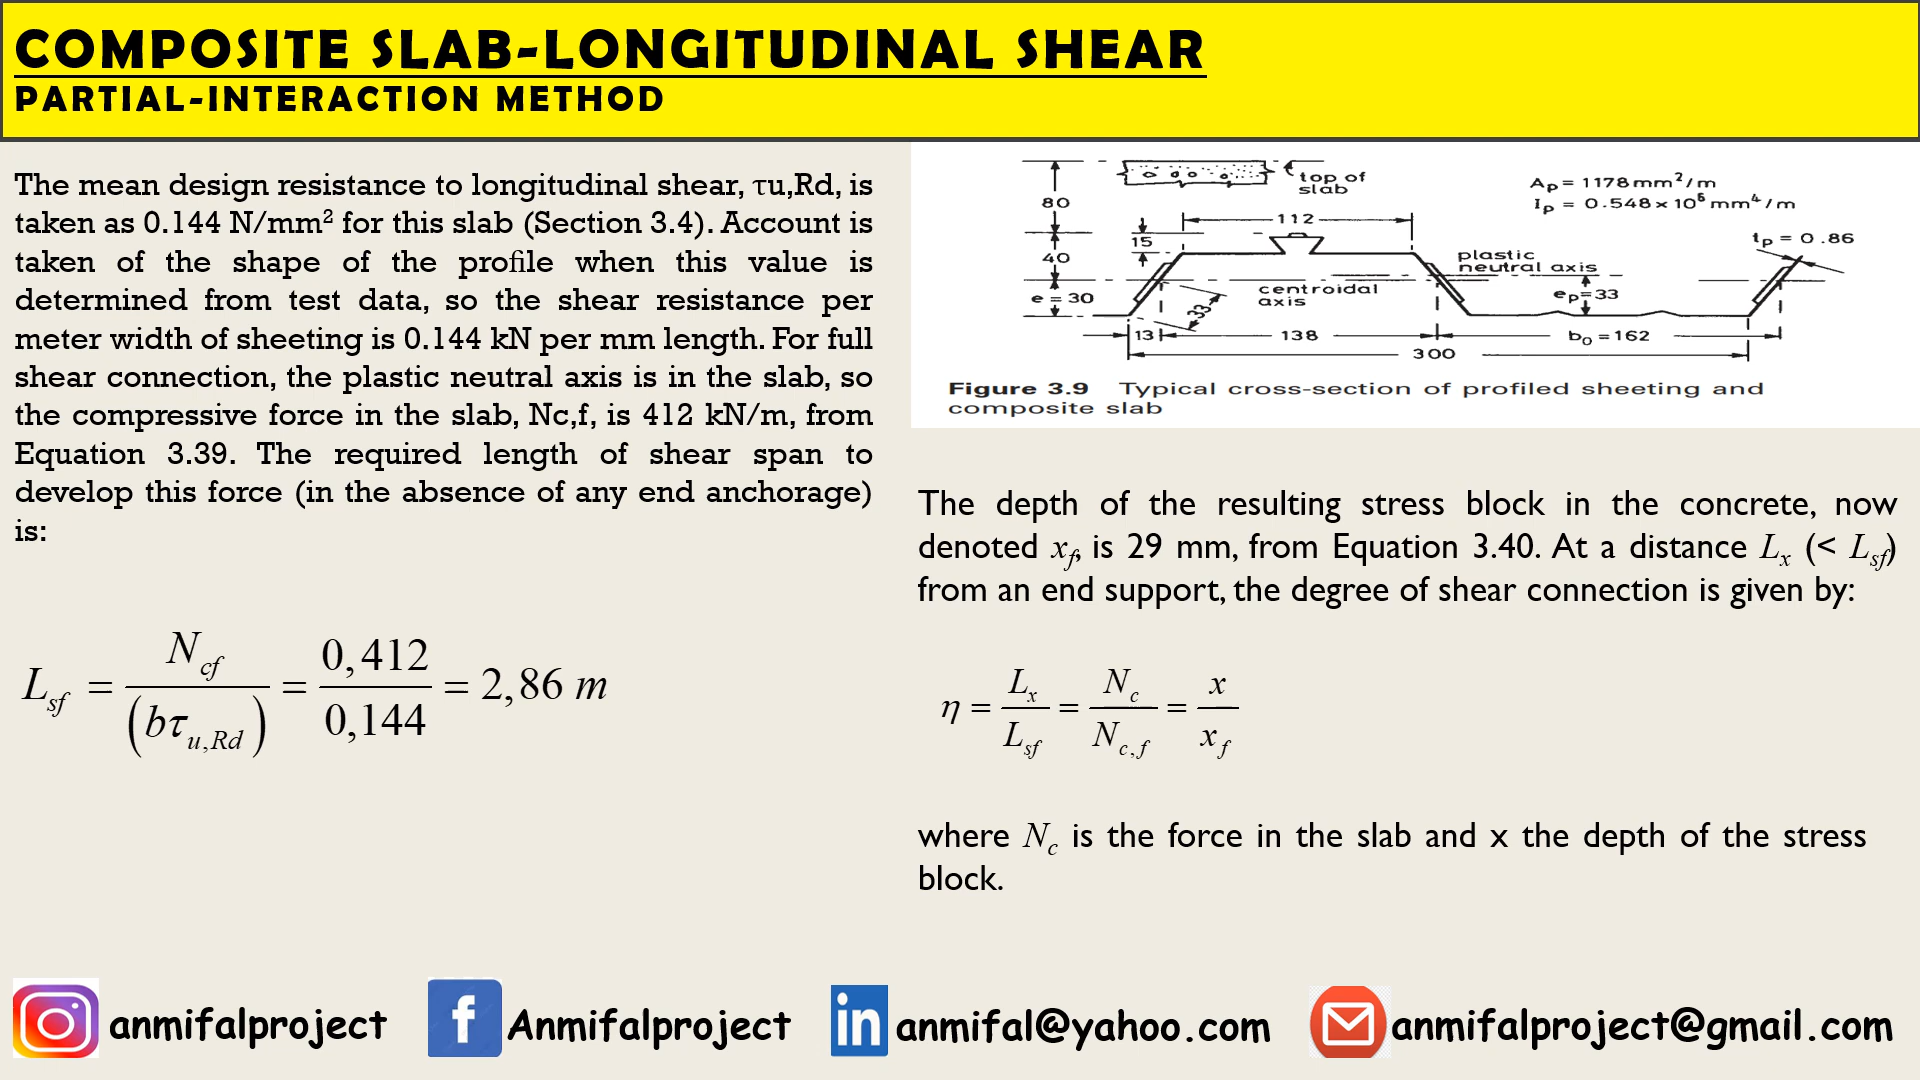 COMPOSITE SLAB-LONGITUDINAL SHEAR
PARTIAL-INTERACTION METHOD
The mean design resistance to longitudinal shear, τu,Rd, is
taken as 0.144 N/mm² for this slab (Section 3.4). Account is
taken of the shape of the profile when this value is
determined from test data, so the shear resistance per
meter width of sheeting is 0.144 kN per mm length. For full
shear connection, the plastic neutral axis is in the slab, so
the compressive force in the slab, Nc,f, is 412 kN/m, from
Equation 3.39. The required length of shear span to
develop this force (in the absence of any end anchorage)
is:
L_sf = N_cf / (bτ_u,Rd) = 0,412 / 0,144 = 2,86 m
top of
slab
80
112
15
40
e = 30
33
centroidal
axis
plastic
neutral axis
e_p=33
13
138
b_o=162
300
A_p = 1178mm²/m
I_p = 0.548x10⁶mm⁴/m
t_p = 0.86
Figure 3.9 Typical cross-section of profiled sheeting and
composite slab
The depth of the resulting stress block in the concrete, now
denoted x_f, is 29 mm, from Equation 3.40. At a distance L_x (< L_sf)
from an end support, the degree of shear connection is given by:
η = L_x / L_sf = N_c / N_c,f = x / x_f
where N_c is the force in the slab and x the depth of the stress
block.
anmifalproject
f Anmifalproject
in anmifal@yahoo.com
anmifalproject@gmail.com